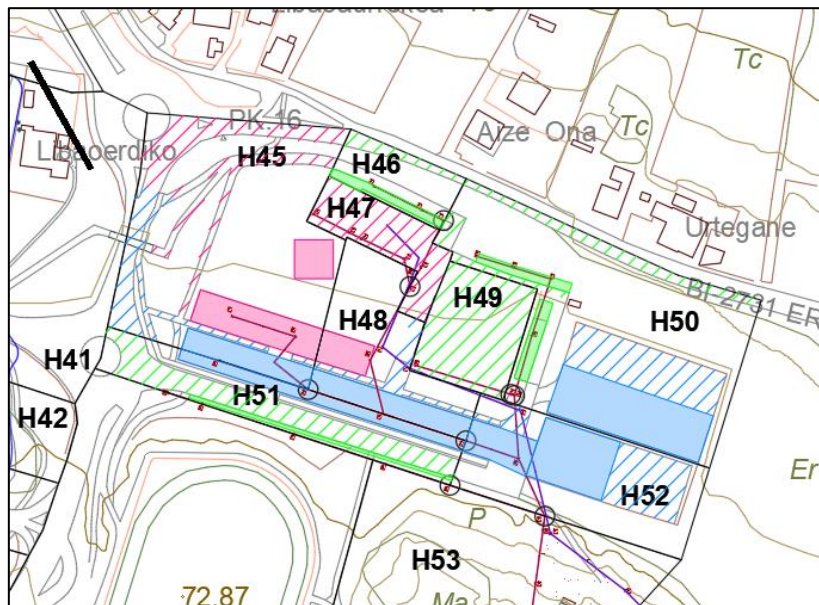 Tc
PK-16
Aize Ona
Tc
Libaoerdiko
H45
H46
H47
Urtegane
H49
BI 2731 ER
H48
H50
H41
H51
H42
H52
Er
P
H53
72.87
Ma